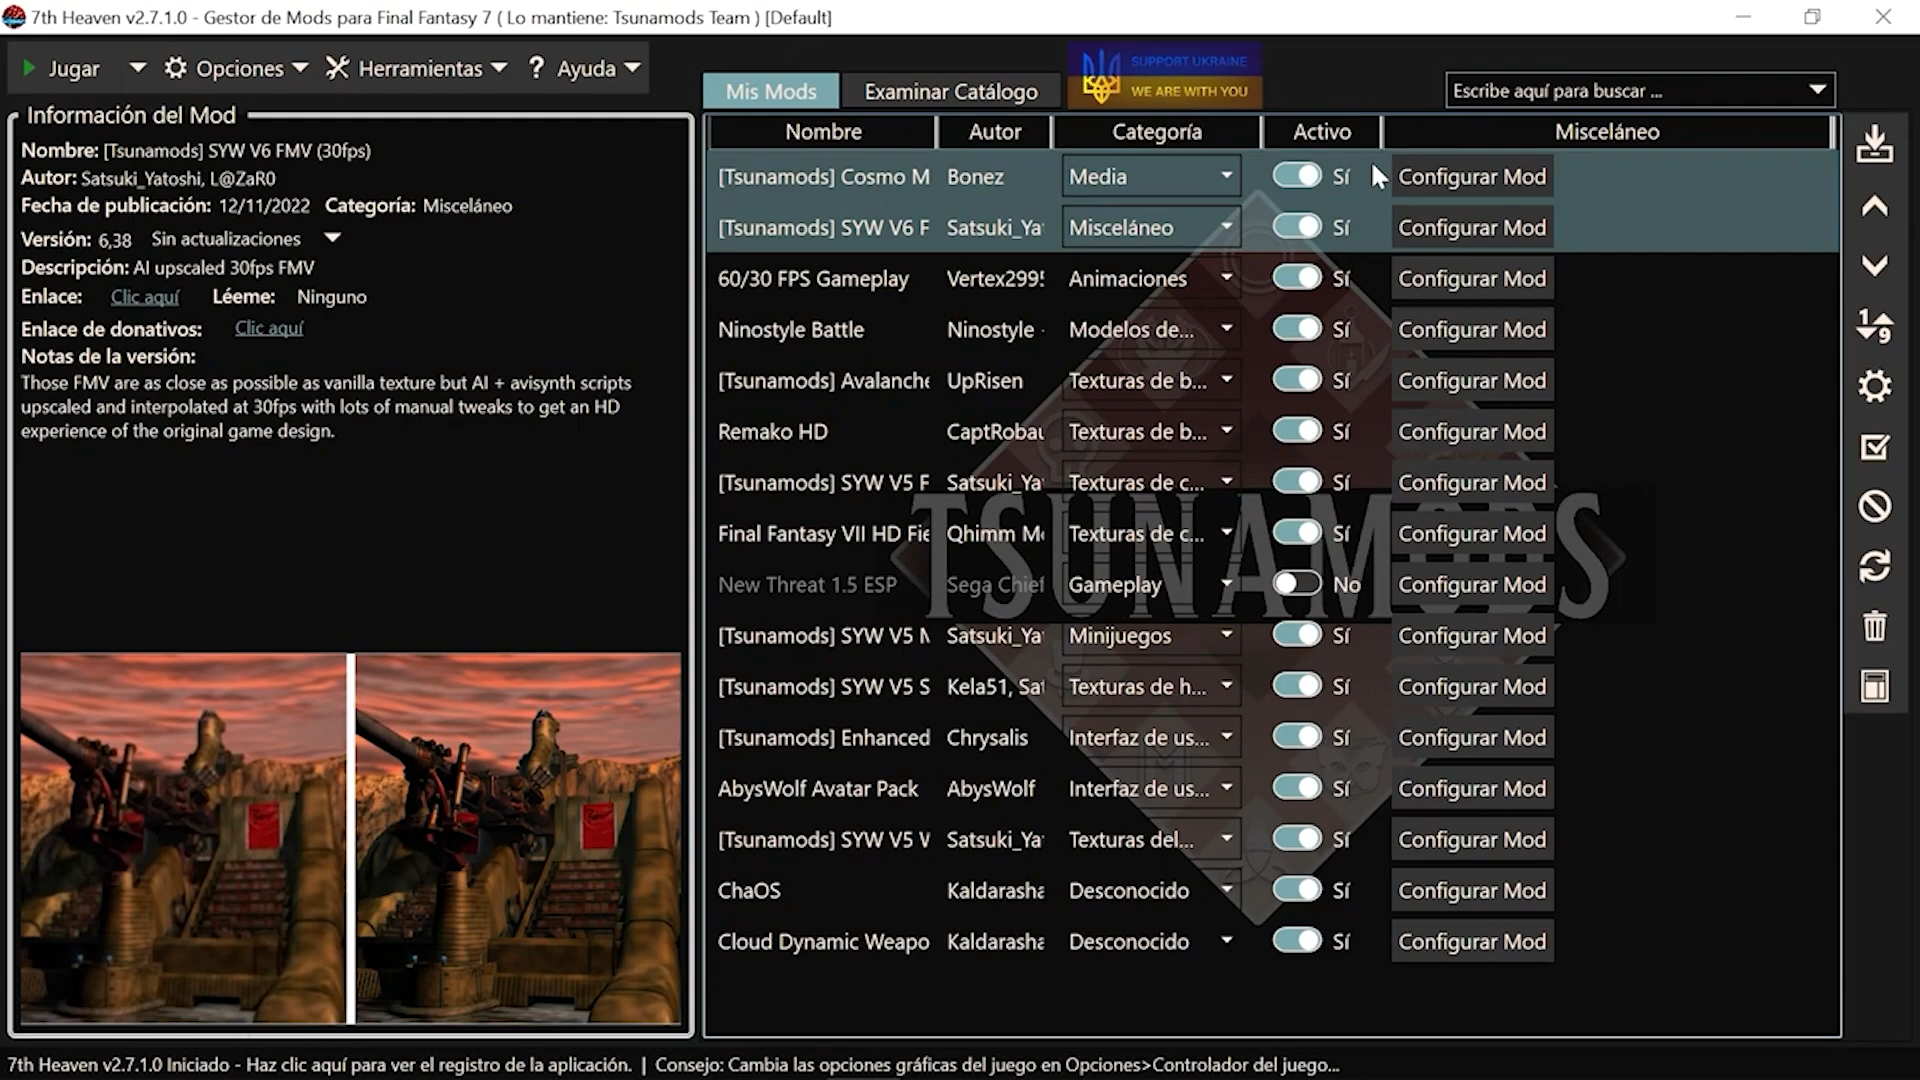 7th Heaven v2.7.1.0 - Gestor de Mods para Final Fantasy 7 ( Lo mantiene: Tsunamods Team ) [Default]
Jugar Opciones Herramientas ? Ayuda
SUPPORT UKRAINE
WE ARE WITH YOU
Mis Mods Examinar Catálogo
Escribe aquí para buscar ...
Información del Mod
Nombre: [Tsunamods] SYW V6 FMV (30fps)
Autor: Satsuki_Yatoshi, L@ZaR0
Fecha de publicación: 12/11/2022 Categoría: Misceláneo
Versión: 6,38 Sin actualizaciones
Descripción: AI upscaled 30fps FMV
Enlace: Clic aquí Léeme: Ninguno
Enlace de donativos: Clic aquí
Notas de la versión:
Those FMV are as close as possible as vanilla texture but AI + avisynth scripts
upscaled and interpolated at 30fps with lots of manual tweaks to get an HD
experience of the original game design.
Nombre Autor Categoría Activo Misceláneo
[Tsunamods] Cosmo M Bonez Media Sí Configurar Mod
[Tsunamods] SYW V6 F Satsuki_Ya Misceláneo Sí Configurar Mod
60/30 FPS Gameplay Vertex299 Animaciones Sí Configurar Mod
Ninostyle Battle Ninostyle - Modelos de... Sí Configurar Mod
[Tsunamods] Avalanche UpRisen Texturas de b... Sí Configurar Mod
Remako HD CaptRobau Texturas de b... Sí Configurar Mod
[Tsunamods] SYW V5 F Satsuki_Ya Texturas de c... Sí Configurar Mod
Final Fantasy VII HD Fie Qhimm Mo Texturas de c... Sí Configurar Mod
New Threat 1.5 ESP Sega Chief Gameplay No Configurar Mod
[Tsunamods] SYW V5 M Satsuki_Ya Minijuegos Sí Configurar Mod
[Tsunamods] SYW V5 S Kela51, Sat Texturas de h... Sí Configurar Mod
[Tsunamods] Enhanced Chrysalis Interfaz de us... Sí Configurar Mod
AbysWolf Avatar Pack AbysWolf Interfaz de us... Sí Configurar Mod
[Tsunamods] SYW V5 W Satsuki_Ya Texturas del... Sí Configurar Mod
ChaOS Kaldarasha Desconocido Sí Configurar Mod
Cloud Dynamic Weapo Kaldarasha Desconocido Sí Configurar Mod
TSUNAMODS
1 9
7th Heaven v2.7.1.0 Iniciado - Haz clic aquí para ver el registro de la aplicación. | Consejo: Cambia las opciones gráficas del juego en Opciones>Controlador del juego...